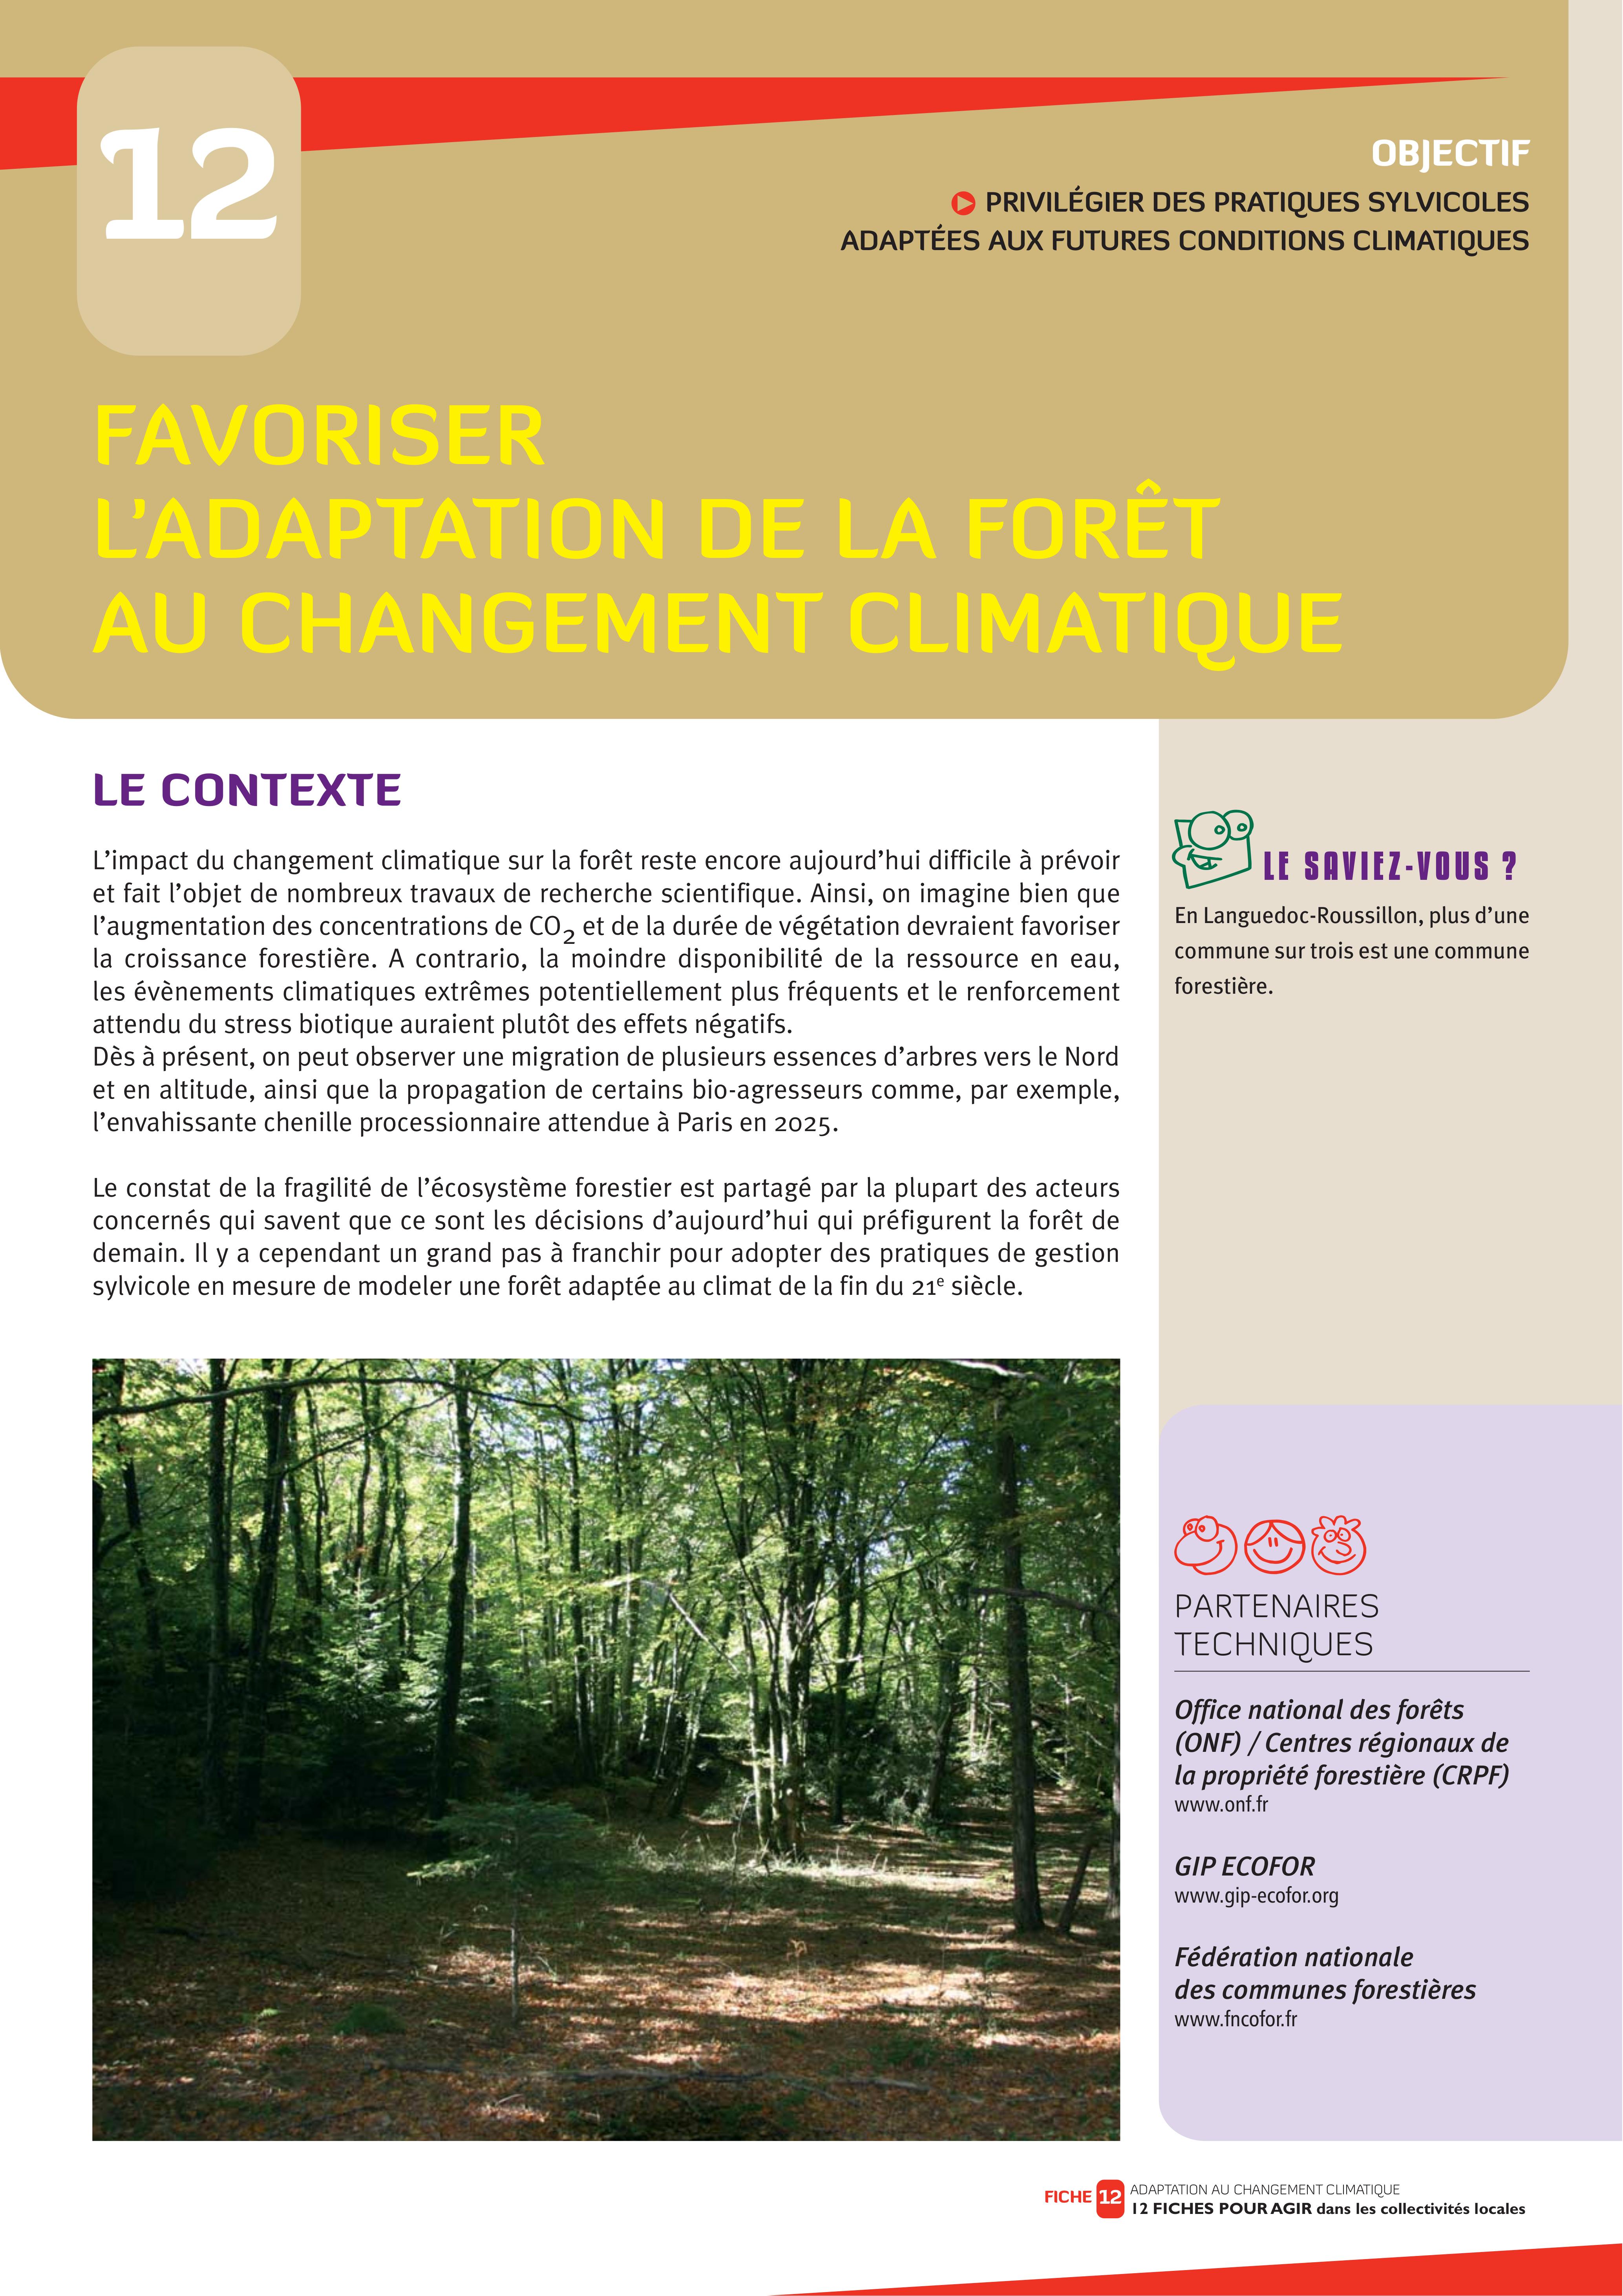 12
OBJECTIF
PRIVILÉGIER DES PRATIQUES SYLVICOLES
ADAPTÉES AUX FUTURES CONDITIONS CLIMATIQUES
FAVORISER
L’ADAPTATION DE LA FORÊT
AU CHANGEMENT CLIMATIQUE
LE CONTEXTE
L’impact du changement climatique sur la forêt reste encore aujourd’hui difficile à prévoir
et fait l’objet de nombreux travaux de recherche scientifique. Ainsi, on imagine bien que
l’augmentation des concentrations de CO₂ et de la durée de végétation devraient favoriser
la croissance forestière. A contrario, la moindre disponibilité de la ressource en eau,
les évènements climatiques extrêmes potentiellement plus fréquents et le renforcement
attendu du stress biotique auraient plutôt des effets négatifs.
Dès à présent, on peut observer une migration de plusieurs essences d’arbres vers le Nord
et en altitude, ainsi que la propagation de certains bio-agresseurs comme, par exemple,
l’envahissante chenille processionnaire attendue à Paris en 2025.
Le constat de la fragilité de l’écosystème forestier est partagé par la plupart des acteurs
concernés qui savent que ce sont les décisions d’aujourd’hui qui préfigurent la forêt de
demain. Il y a cependant un grand pas à franchir pour adopter des pratiques de gestion
sylvicole en mesure de modeler une forêt adaptée au climat de la fin du 21ᵉ siècle.
LE SAVIEZ-VOUS ?
En Languedoc-Roussillon, plus d’une
commune sur trois est une commune
forestière.
PARTENAIRES
TECHNIQUES
Office national des forêts
(ONF) / Centres régionaux de
la propriété forestière (CRPF)
www.onf.fr
GIP ECOFOR
www.gip-ecofor.org
Fédération nationale
des communes forestières
www.fncofor.fr
FICHE 12 ADAPTATION AU CHANGEMENT CLIMATIQUE
12 FICHES POUR AGIR dans les collectivités locales